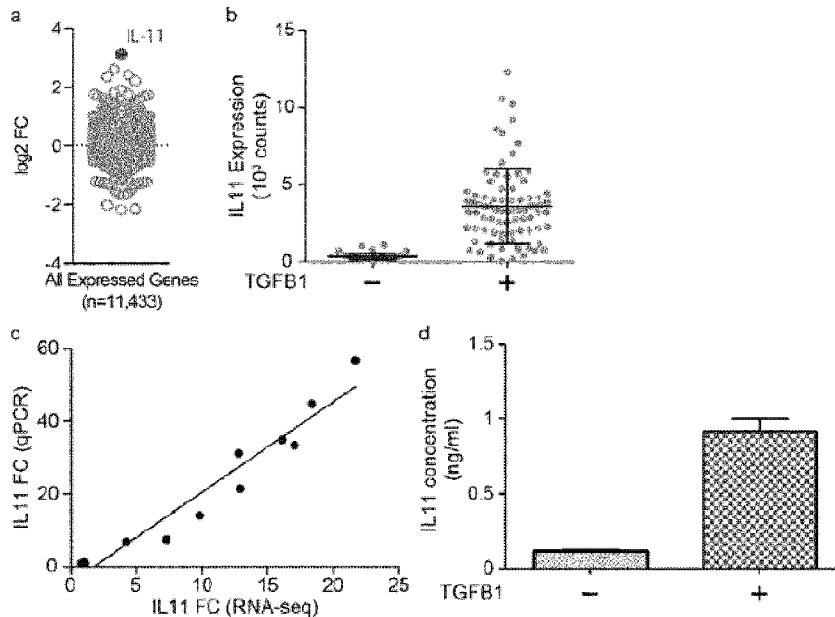 a
IL-11
4
2
0
-2
-4
log2 FC
All Expressed Genes
(n=11,433)
b
15
10
5
0
IL11 Expression
(10³ counts)
TGFB1
−
+
c
60
40
20
0
IL11 FC (qPCR)
0
5
10
15
20
25
IL11 FC (RNA-seq)
d
1.5
1
0.5
0
IL11 concentration
(ng/ml)
TGFB1
−
+